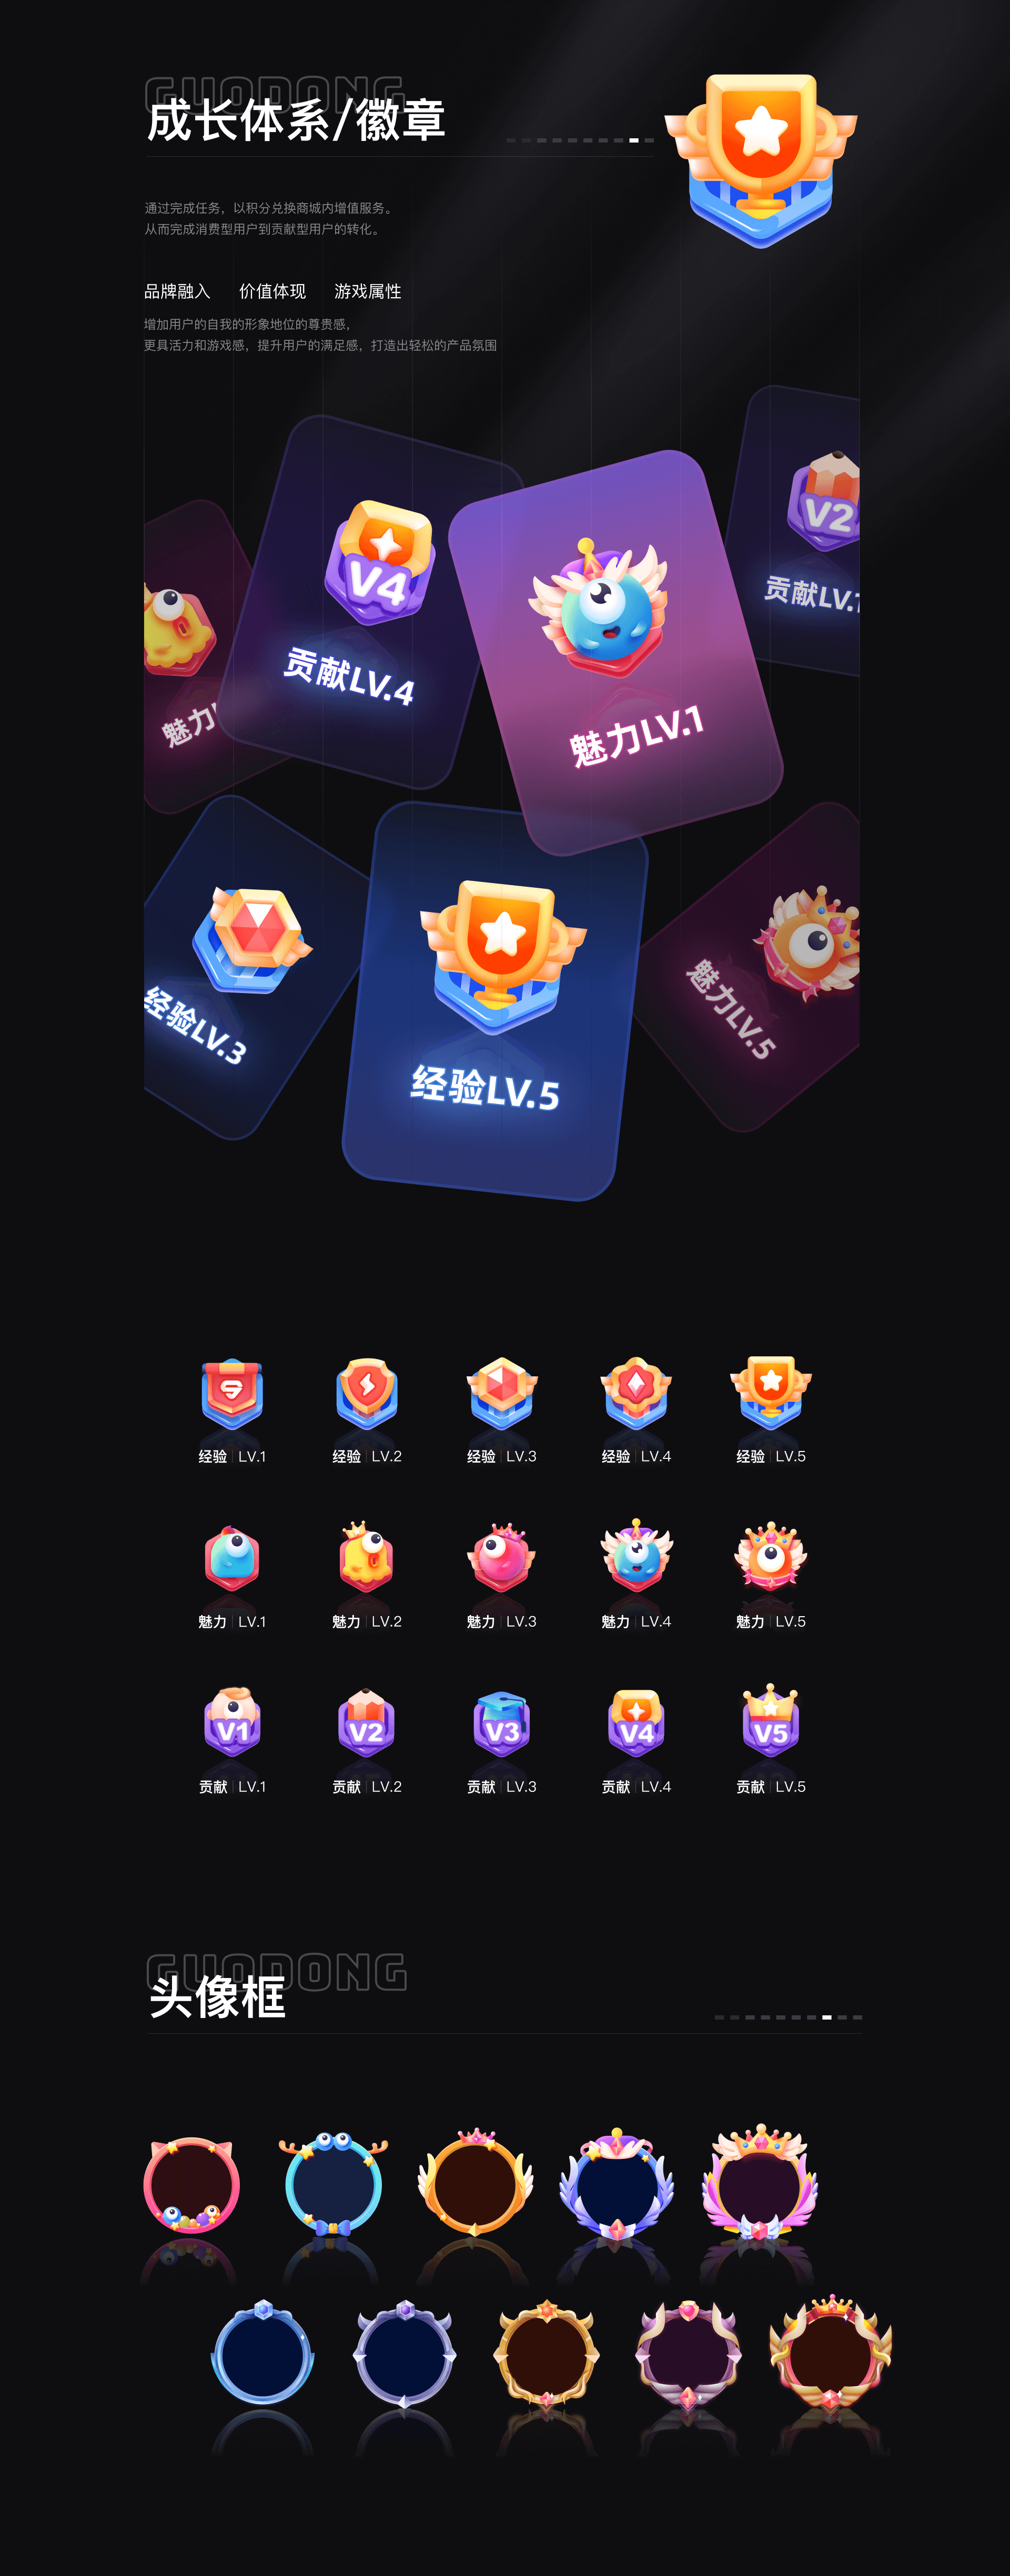 GUODONG
成长体系/徽章
通过完成任务，以积分兑换商城内增值服务。
从而完成消费型用户到贡献型用户的转化。
品牌融入 价值体现 游戏属性
增加用户的自我的形象地位的尊贵感，
更具活力和游戏感，提升用户的满足感，打造出轻松的产品氛围
V4
贡献LV.4
魅力LV.1
V2
贡献LV.
魅力
经验LV.3
经验LV.5
魅力LV.5
经验 LV.1
经验 LV.2
经验 LV.3
经验 LV.4
经验 LV.5
魅力 LV.1
魅力 LV.2
魅力 LV.3
魅力 LV.4
魅力 LV.5
V1
V2
V3
V4
V5
贡献 LV.1
贡献 LV.2
贡献 LV.3
贡献 LV.4
贡献 LV.5
GUODONG
头像框